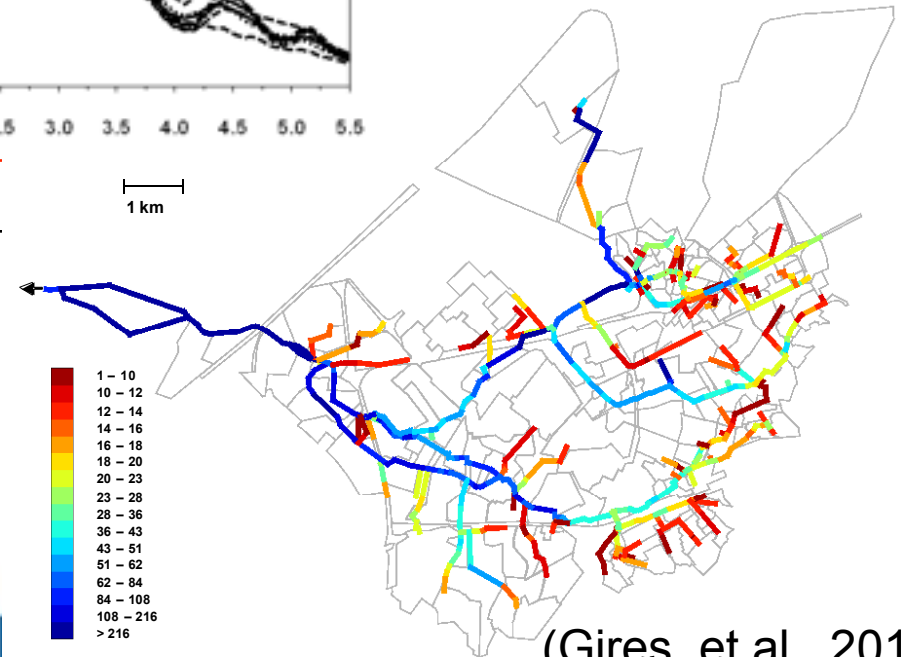 3.0 3.5 4.0 4.5 5.0 5.5
1 km
1 – 10
10 – 12
12 – 14
14 – 16
16 – 18
18 – 20
20 – 23
23 – 28
28 – 36
36 – 43
43 – 51
51 – 62
62 – 84
84 – 108
108 – 216
> 216
(Gires, et al., 201